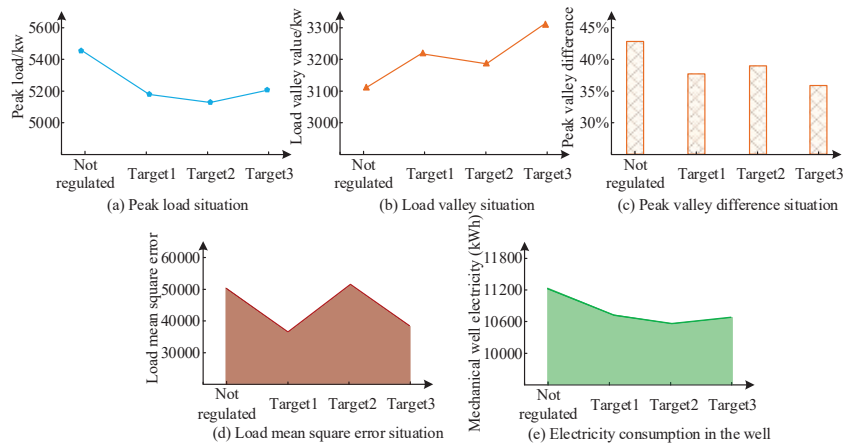 Peak load/kw
5600
5400
5200
5000
Not
regulated
Target1
Target2
Target3
(a) Peak load situation
Load valley value/kw
3300
3200
3100
3000
Not
regulated
Target1
Target2
Target3
(b) Load valley situation
Peak valley difference
45%
40%
35%
30%
Not
regulated
Target1
Target2
Target3
(c) Peak valley difference situation
Load mean square error
60000
50000
40000
30000
Not
regulated
Target1
Target2
Target3
(d) Load mean square error situation
Mechanical well electricity (kWh)
11800
11200
10600
10000
Not
regulated
Target1
Target2
Target3
(e) Electricity consumption in the well